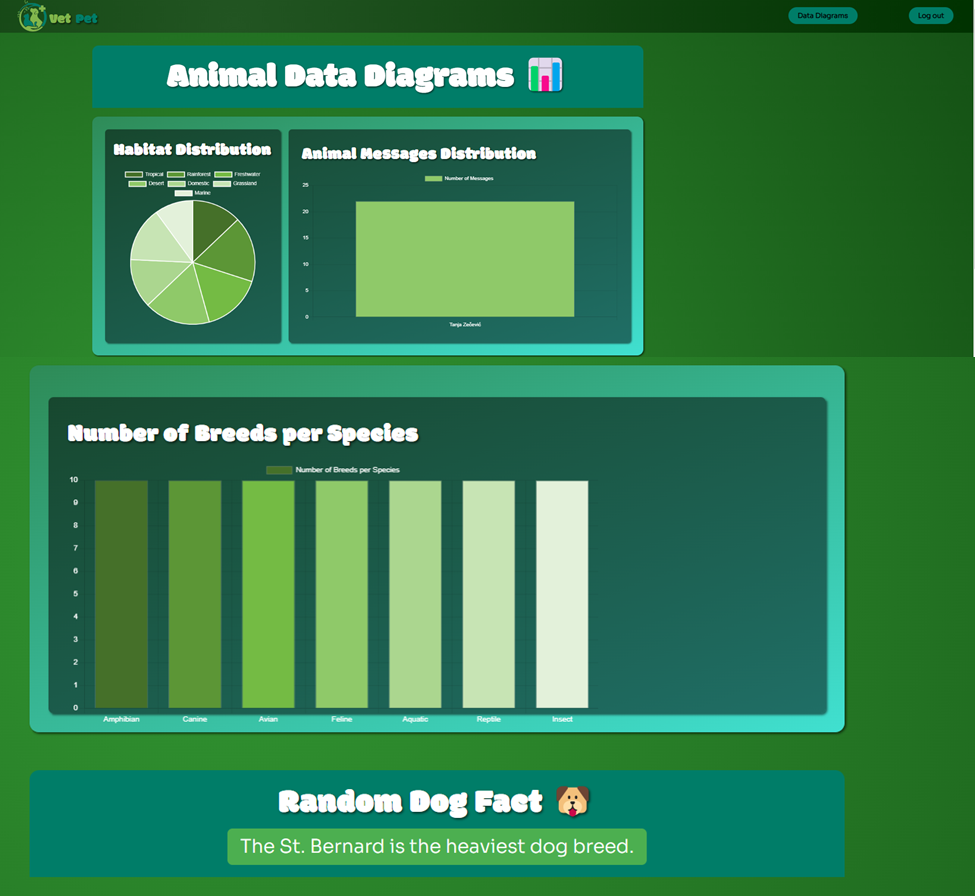 Vet Pet
Data Diagrams
Log out
Animal Data Diagrams
Habitat Distribution
Tropical Rainforest Freshwater
Desert Domestic Grassland
Marine
Animal Messages Distribution
Number of Messages
25
20
15
10
5
0
Tanja Začević
Number of Breeds per Species
Number of Breeds per Species
10
9
8
7
6
5
4
3
2
1
0
Amphibian Canine Avian Feline Aquatic Reptile Insect
Random Dog Fact
The St. Bernard is the heaviest dog breed.